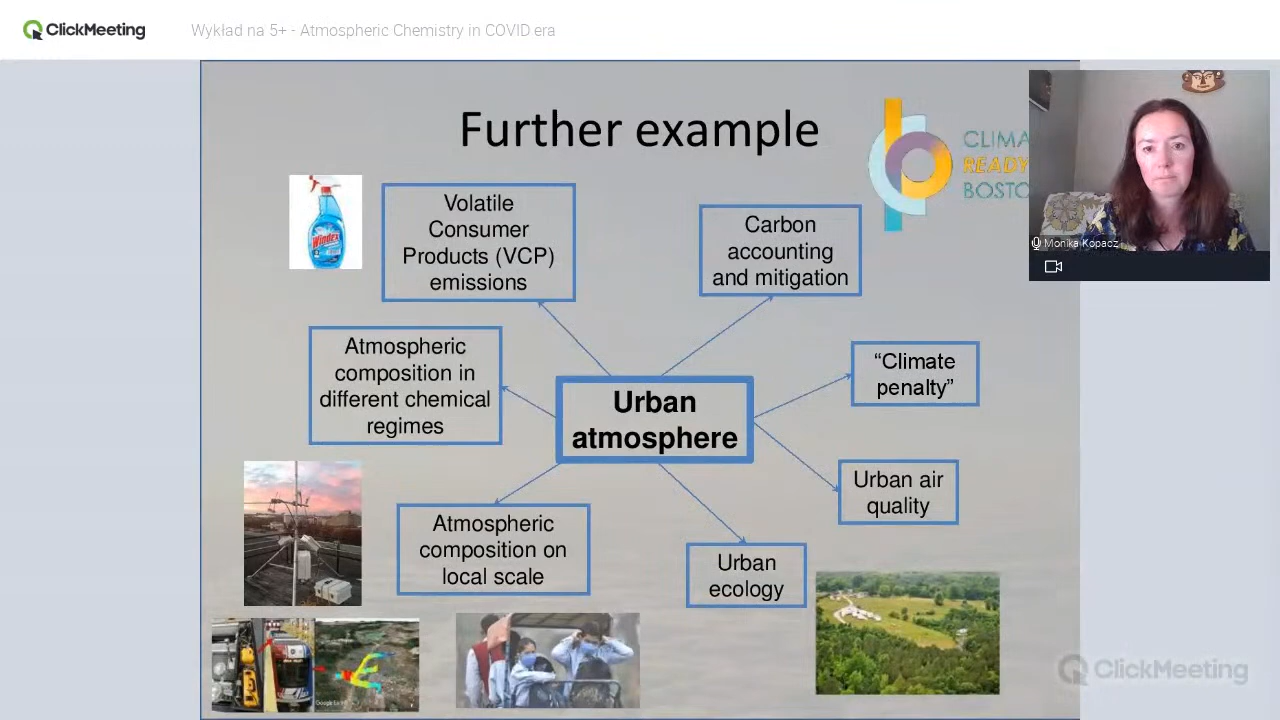 ClickMeeting
Wykład na 5+ - Atmospheric Chemistry in COVID era
Further example
CLIMA
READY
BOSTO
Monika Kopacz
Windex
Volatile
Consumer
Products (VCP)
emissions
Carbon
accounting
and mitigation
Atmospheric
composition in
different chemical
regimes
“Climate
penalty”
Urban
atmosphere
Urban air
quality
Atmospheric
composition on
local scale
Urban
ecology
ClickMeeting